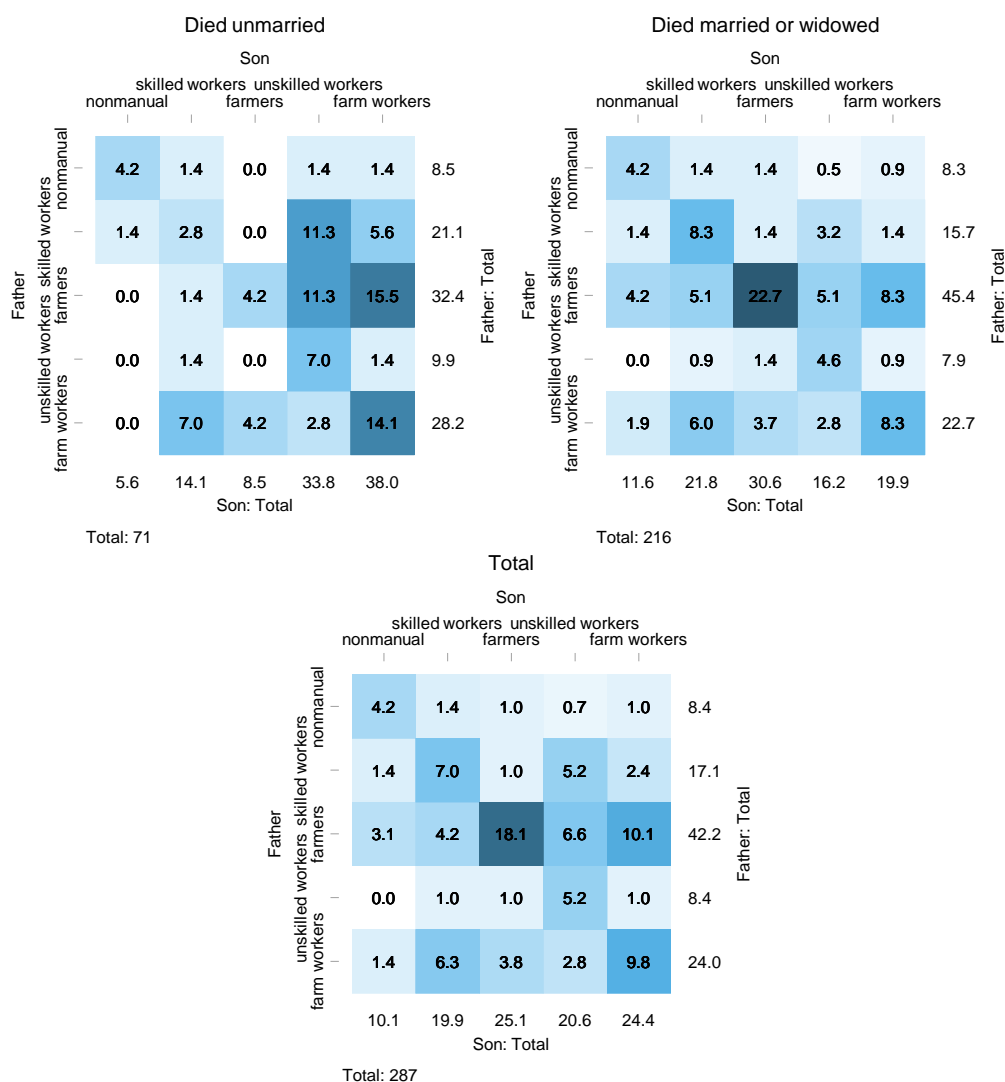 Died unmarried
Son
skilled workers unskilled workers
nonmanual farmers farm workers
Father
nonmanual
skilled workers
farmers
unskilled workers
farm workers
4.2 1.4 0.0 1.4 1.4 8.5
1.4 2.8 0.0 11.3 5.6 21.1
0.0 1.4 4.2 11.3 15.5 32.4
0.0 1.4 0.0 7.0 1.4 9.9
0.0 7.0 4.2 2.8 14.1 28.2
Father: Total
5.6 14.1 8.5 33.8 38.0
Son: Total
Total: 71
Died married or widowed
Son
skilled workers unskilled workers
nonmanual farmers farm workers
Father
nonmanual
skilled workers
farmers
unskilled workers
farm workers
4.2 1.4 1.4 0.5 0.9 8.3
1.4 8.3 1.4 3.2 1.4 15.7
4.2 5.1 22.7 5.1 8.3 45.4
0.0 0.9 1.4 4.6 0.9 7.9
1.9 6.0 3.7 2.8 8.3 22.7
Father: Total
11.6 21.8 30.6 16.2 19.9
Son: Total
Total: 216
Total
Son
skilled workers unskilled workers
nonmanual farmers farm workers
Father
nonmanual
skilled workers
farmers
unskilled workers
farm workers
4.2 1.4 1.0 0.7 1.0 8.4
1.4 7.0 1.0 5.2 2.4 17.1
3.1 4.2 18.1 6.6 10.1 42.2
0.0 1.0 1.0 5.2 1.0 8.4
1.4 6.3 3.8 2.8 9.8 24.0
Father: Total
10.1 19.9 25.1 20.6 24.4
Son: Total
Total: 287